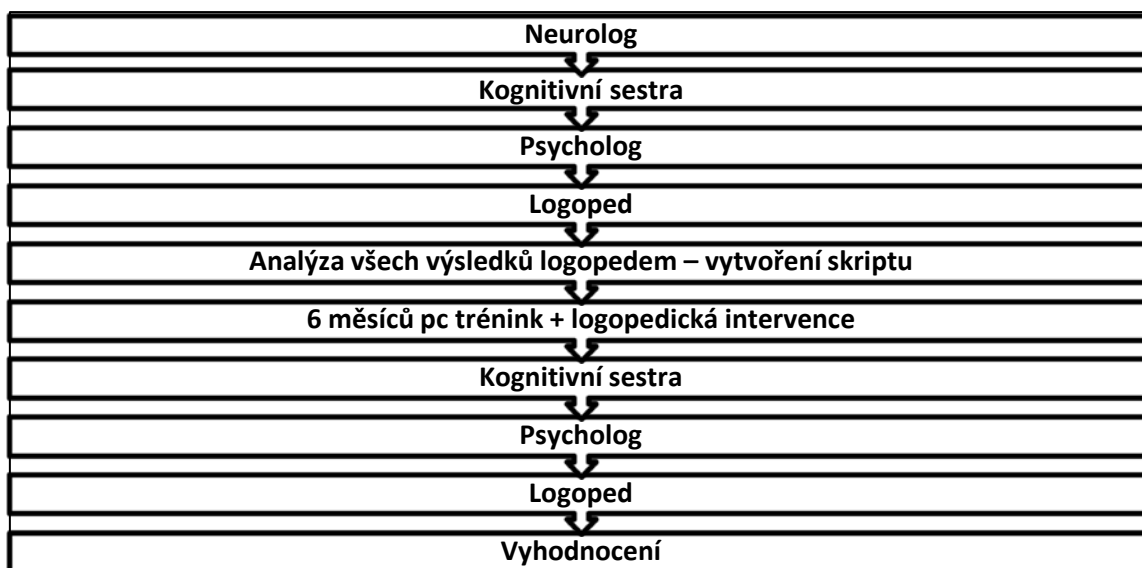 Neurolog
Kognitivní sestra
Psycholog
Logoped
Analýza všech výsledků logopedem – vytvoření skriptu
6 měsíců pc trénink + logopedická intervence
Kognitivní sestra
Psycholog
Logoped
Vyhodnocení